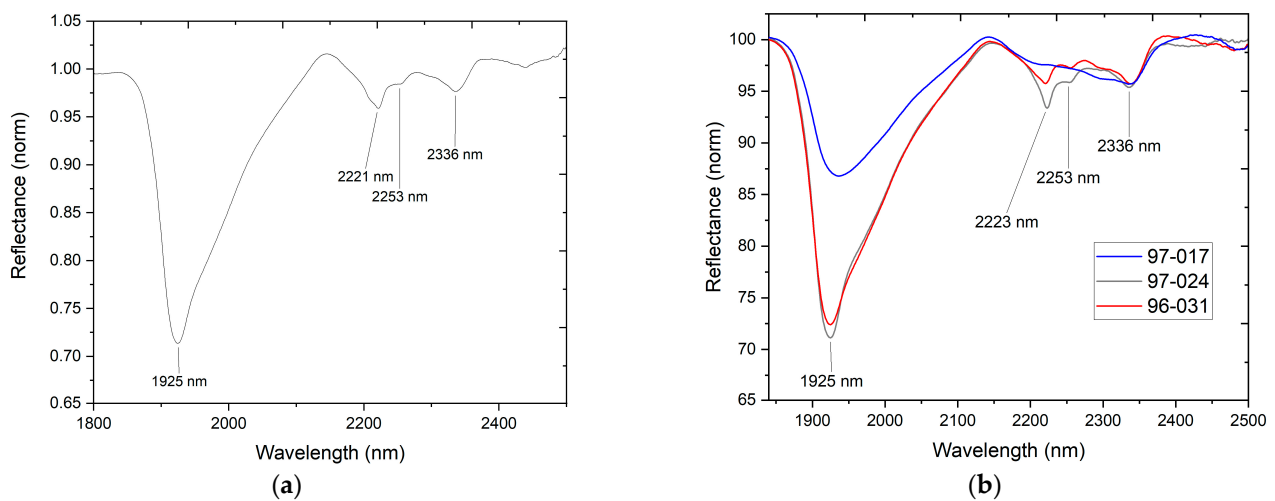 1.05
1.00
0.95
0.90
0.85
0.80
0.75
0.70
0.65
Reflectance (norm)
1800
2000
2200
2400
Wavelength (nm)
1925 nm
2221 nm
2253 nm
2336 nm
(a)
100
95
90
85
80
75
70
65
Reflectance (norm)
1900
2000
2100
2200
2300
2400
2500
Wavelength (nm)
1925 nm
2223 nm
2253 nm
2336 nm
97-017
97-024
96-031
(b)